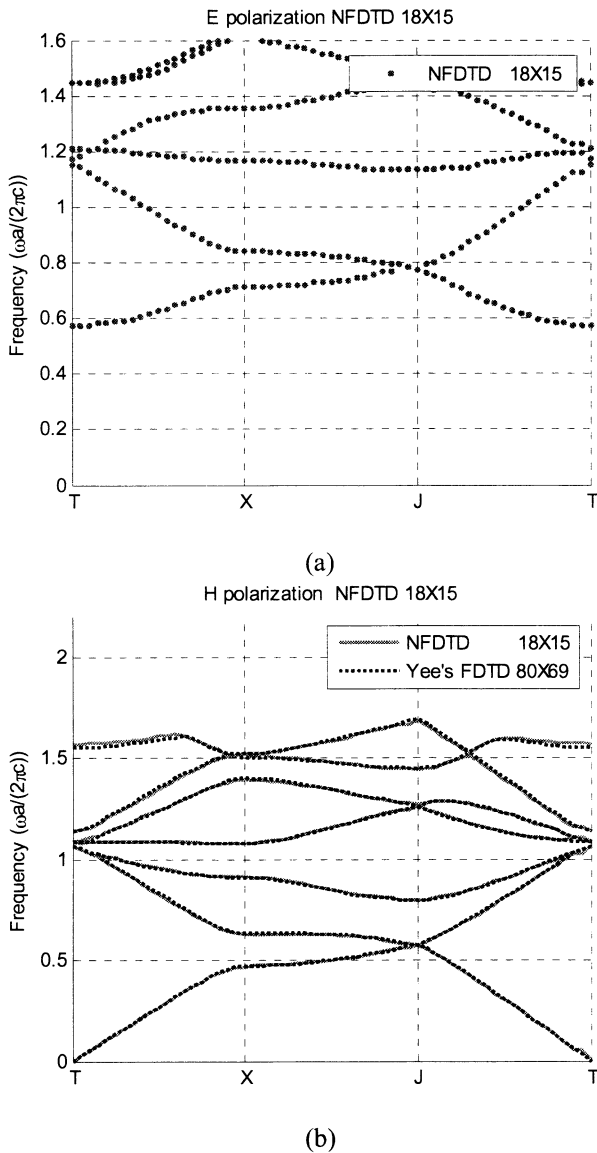 E polarization NFDTD 18X15
1.6
NFDTD 18X15
1.4
1.2
1
0.8
0.6
0.4
0.2
0
Frequency (ωa/(2πc))
T X J T
(a)
H polarization NFDTD 18X15
NFDTD 18X15
Yee's FDTD 80X69
2
1.5
1
0.5
0
Frequency (ωa/(2πc))
T X J T
(b)